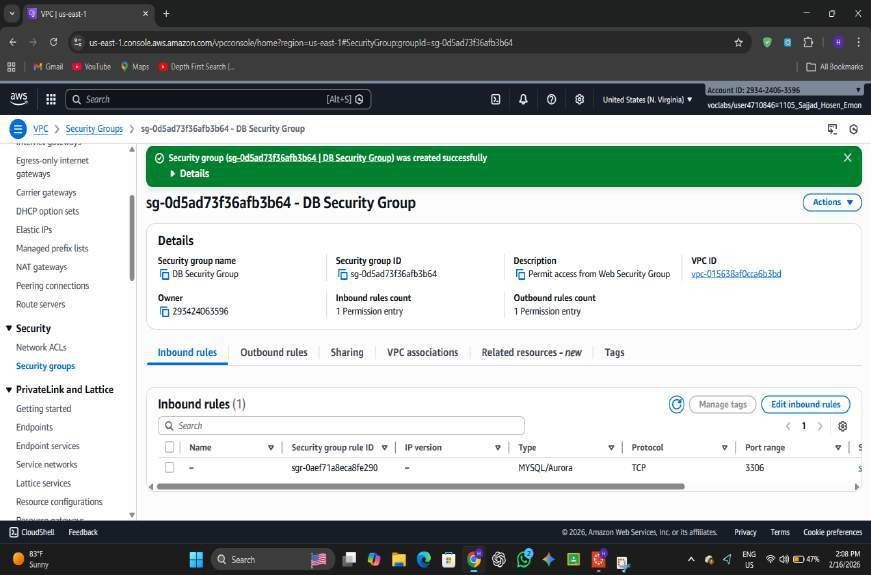 VPC | us-east-1
us-east-1.console.aws.amazon.com/vpcconsole/home?region=us-east-1#SecurityGroup:groupId=sg-0d5ad73f36afb3b64
Gmail YouTube Maps Depth First Search (... All Bookmarks
aws Search [Alt+S] United States (N. Virginia) Account ID: 2934-2406-3596
voclabs/user4710846=1105_Sajjad_Hosen_Emon
VPC Security Groups sg-0d5ad73f36afb3b64 - DB Security Group
Internet gateways
Egress-only internet
gateways
Carrier gateways
DHCP option sets
Elastic IPs
Managed prefix lists
NAT gateways
Peering connections
Route servers
Security
Network ACLs
Security groups
PrivateLink and Lattice
Getting started
Endpoints
Endpoint services
Service networks
Lattice services
Resource configurations
Resource gateways
Security group (sg-0d5ad73f36afb3b64 | DB Security Group) was created successfully
Details
sg-0d5ad73f36afb3b64 - DB Security Group
Actions
Details
Security group name
DB Security Group
Security group ID
sg-0d5ad73f36afb3b64
Description
Permit access from Web Security Group
VPC ID
vpc-015638af0cca6b3bd
Owner
293424063596
Inbound rules count
1 Permission entry
Outbound rules count
1 Permission entry
Inbound rules Outbound rules Sharing VPC associations Related resources - new Tags
Inbound rules (1)
Manage tags Edit inbound rules
Search
1
Name Security group rule ID IP version Type Protocol Port range S
– sgr-0aef71a8eca8fe290 – MYSQL/Aurora TCP 3306 s
CloudShell Feedback © 2026, Amazon Web Services, Inc. or its affiliates. Privacy Terms Cookie preferences
83°F
Sunny
Search
2
ENG
US
47%
2:08 PM
2/16/2026